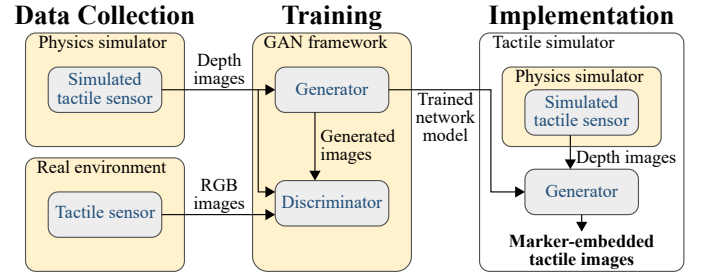 Data Collection
Training
Implementation
Physics simulator
Simulated
tactile sensor
Depth
images
GAN framework
Generator
Generated
images
Discriminator
Real environment
Tactile sensor
RGB
images
Trained
network
model
Tactile simulator
Physics simulator
Simulated
tactile sensor
Depth images
Generator
Marker-embedded
tactile images